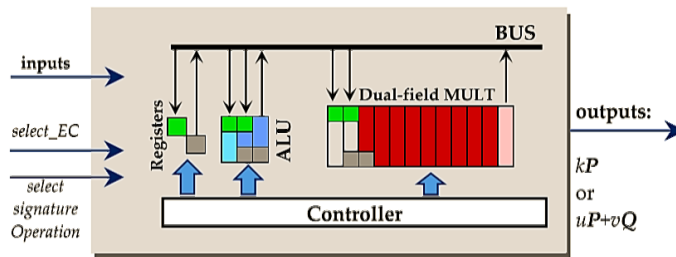 BUS
inputs
Dual-field MULT
Registers
ALU
outputs:
select_EC
kP
select
signature
Operation
or
Controller
uP+vQ